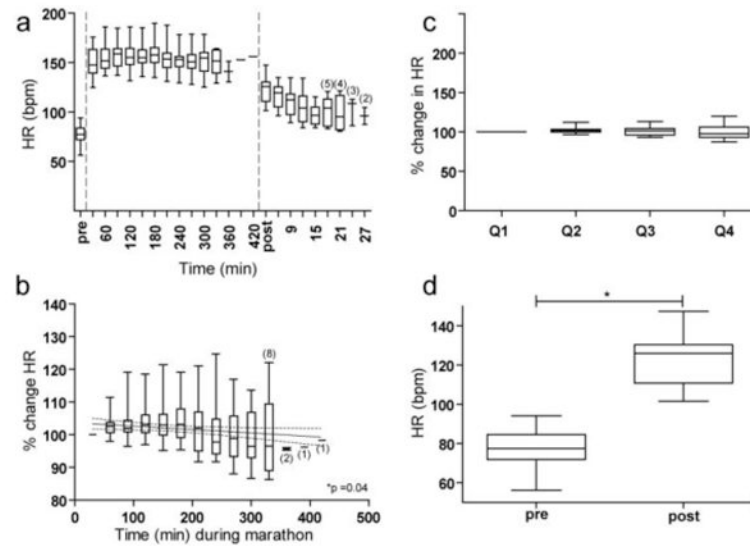 a
HR (bpm)
200
150
100
50
pre
60
120
180
240
300
360
420
post
9
15
21
27
(5)(4)
(3)
(2)
Time (min)
b
% change HR
140
120
100
80
(8)
(2)
(1)
(1)
*p =0.04
0
100
200
300
400
500
Time (min) during marathon
c
% change in HR
200
150
100
50
0
Q1
Q2
Q3
Q4
d
HR (bpm)
140
120
100
80
60
*
pre
post